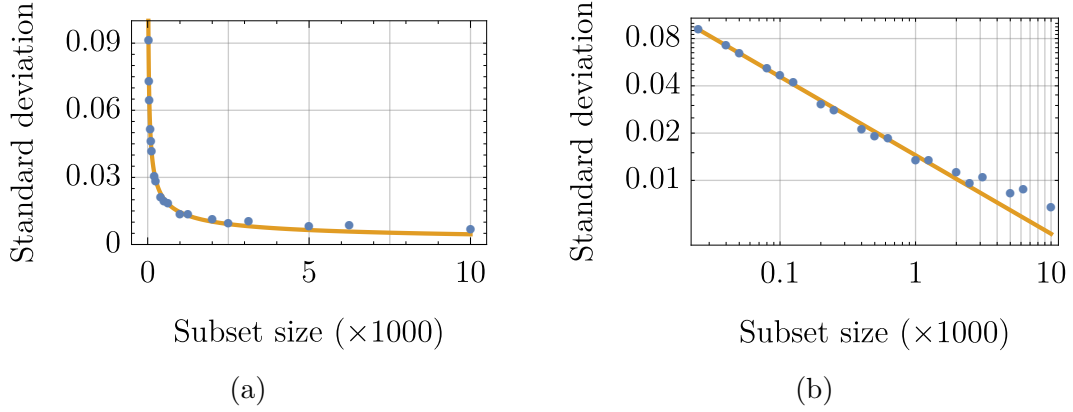 Standard deviation
0.09
0.06
0.03
0
0
5
10
Subset size (×1000)
(a)
Standard deviation
0.08
0.04
0.02
0.01
0.1
1
10
Subset size (×1000)
(b)